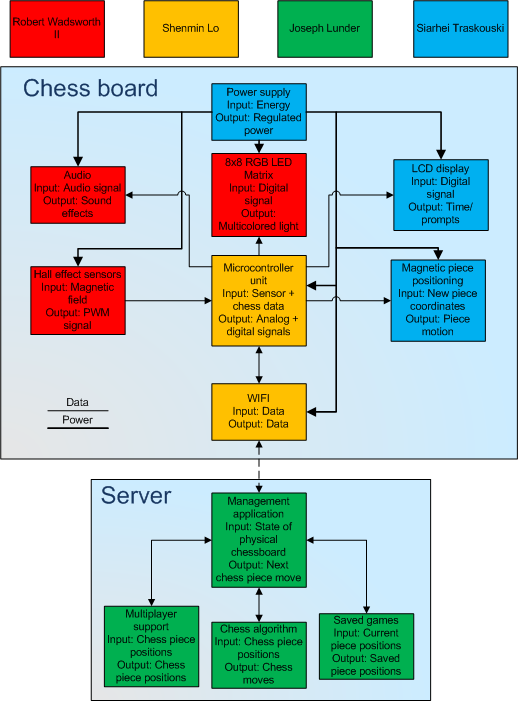 Robert Wadsworth
II
Shenmin Lo
Joseph Lunder
Siarhei Traskouski
Chess board
Power supply
Input: Energy
Output: Regulated
power
Audio
Input: Audio signal
Output: Sound
effects
8x8 RGB LED
Matrix
Input: Digital
signal
Output:
Multicolored light
LCD display
Input: Digital
signal
Output: Time/
prompts
Hall effect sensors
Input: Magnetic
field
Output: PWM
signal
Microcontroller
unit
Input: Sensor +
chess data
Output: Analog +
digital signals
Magnetic piece
positioning
Input: New piece
coordinates
Output: Piece
motion
WIFI
Input: Data
Output: Data
Data
Power
Server
Management
application
Input: State of
physical
chessboard
Output: Next
chess piece move
Multiplayer
support
Input: Chess piece
positions
Output: Chess
piece positions
Chess algorithm
Input: Chess piece
positions
Output: Chess
moves
Saved games
Input: Current
piece positions
Output: Saved
piece positions